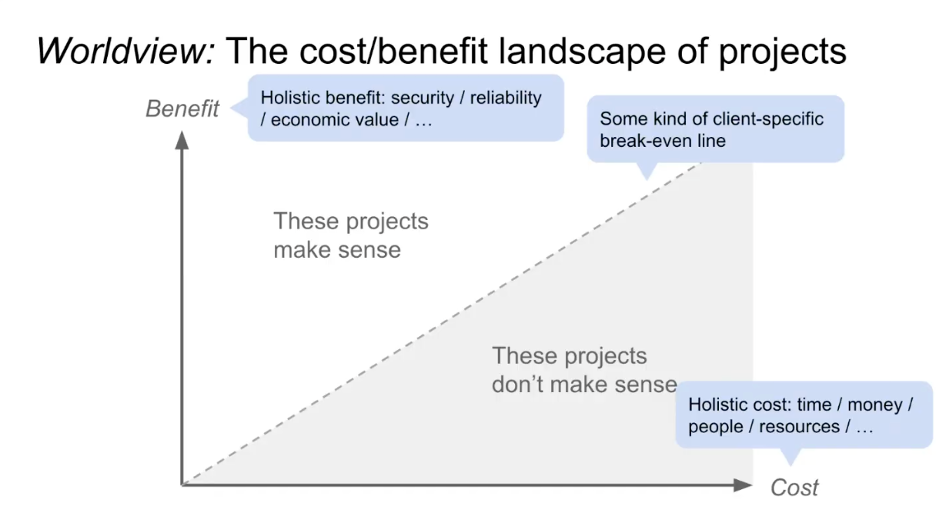 Worldview: The cost/benefit landscape of projects
Benefit
Holistic benefit: security / reliability
/ economic value / …
Some kind of client-specific
break-even line
These projects
make sense
These projects
don’t make sense
Holistic cost: time / money /
people / resources / …
Cost